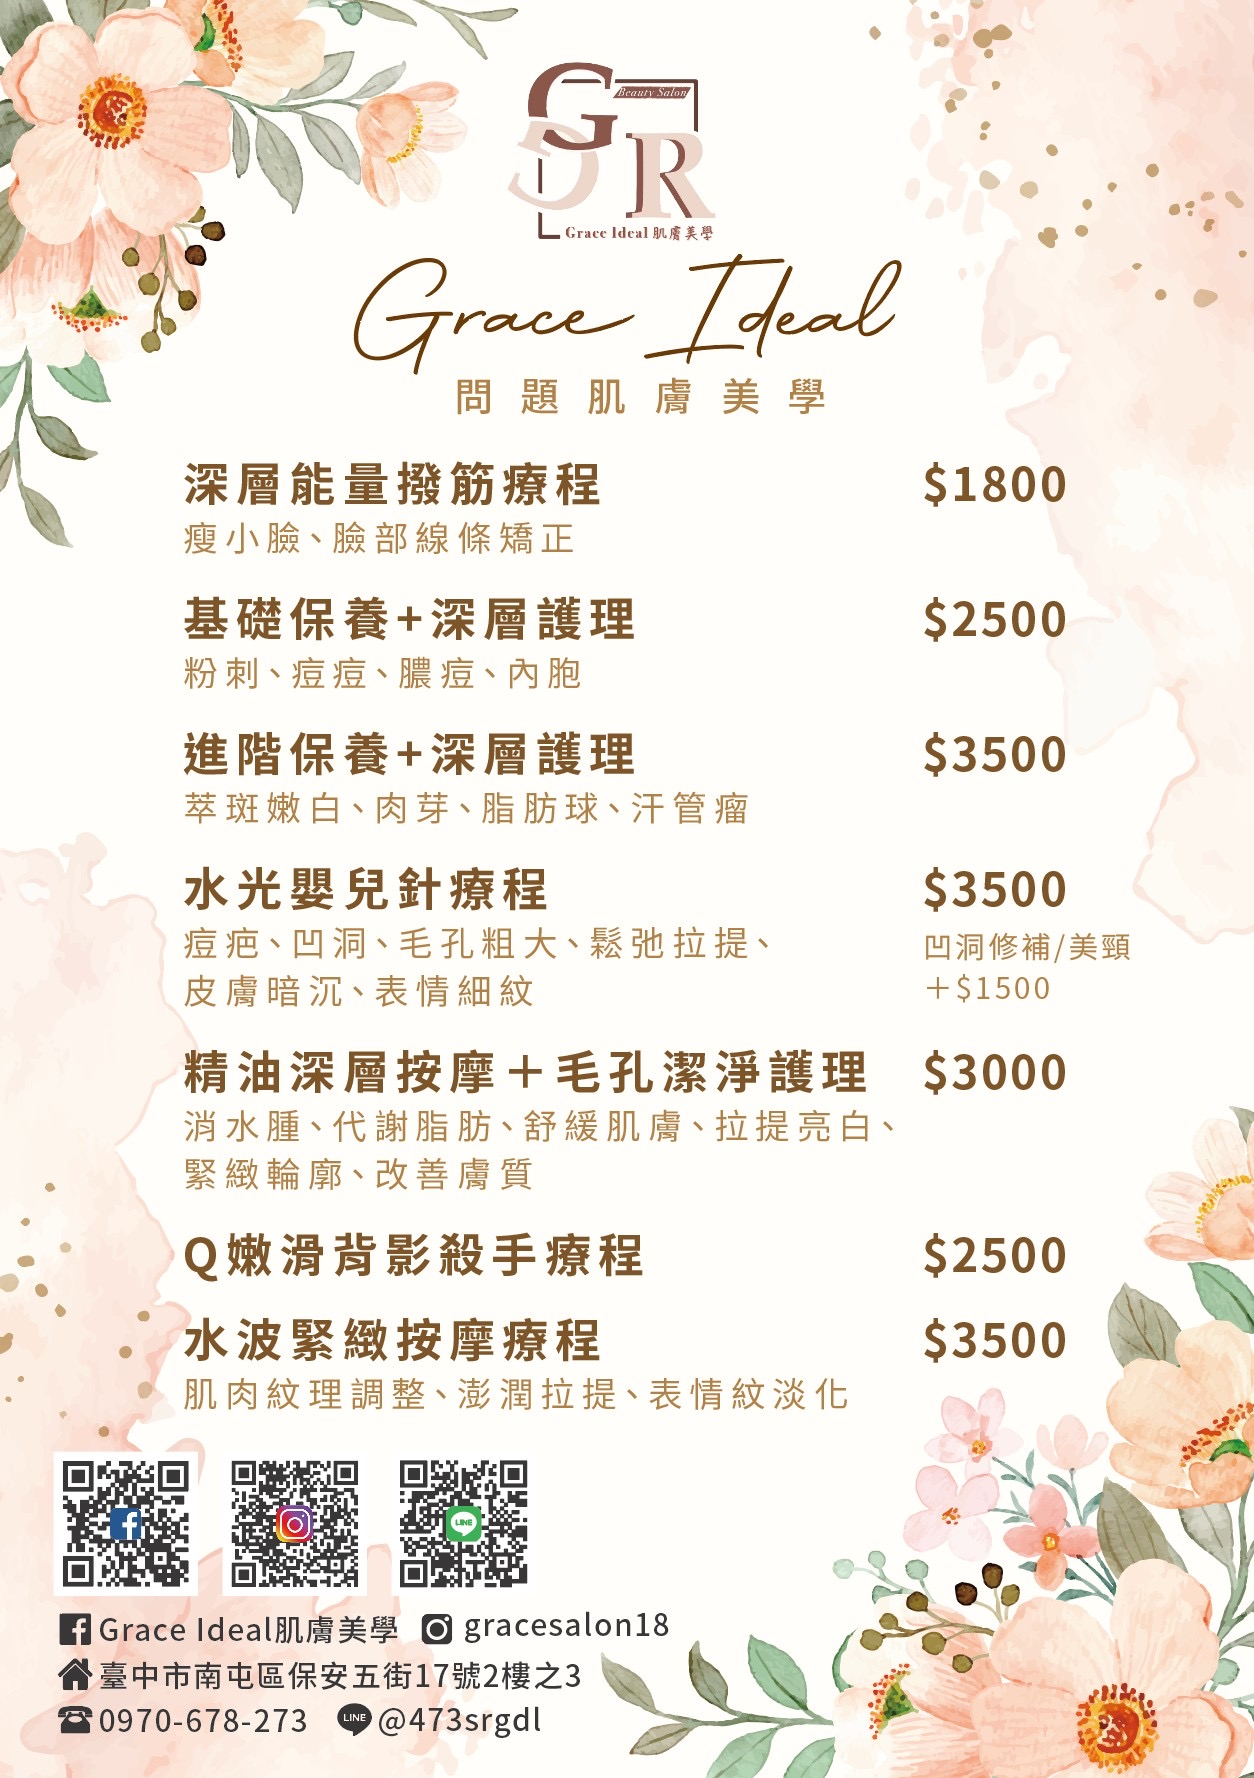 G
Beauty Salon
G R
Grace Ideal 肌膚美學
Grace Ideal
問題肌膚美學
深層能量撥筋療程 $1800
瘦小臉、臉部線條矯正
基礎保養+深層護理 $2500
粉刺、痘痘、膿痘、內胞
進階保養+深層護理 $3500
萃斑嫩白、肉芽、脂肪球、汗管瘤
水光嬰兒針療程 $3500
痘疤、凹洞、毛孔粗大、鬆弛拉提、
皮膚暗沉、表情細紋
凹洞修補/美頸
＋$1500
精油深層按摩＋毛孔潔淨護理 $3000
消水腫、代謝脂肪、舒緩肌膚、拉提亮白、
緊緻輪廓、改善膚質
Q嫩滑背影殺手療程 $2500
水波緊緻按摩療程 $3500
肌肉紋理調整、澎潤拉提、表情紋淡化
LINE
Grace Ideal肌膚美學 gracesalon18
臺中市南屯區保安五街17號2樓之3
0970-678-273 LINE @473srgdl